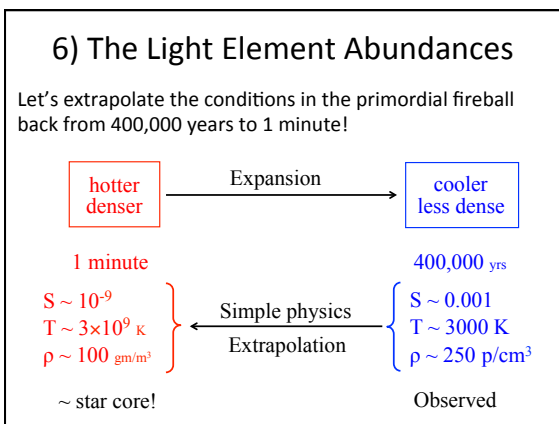 6) The Light Element Abundances
Let's extrapolate the conditions in the primordial fireball
back from 400,000 years to 1 minute!
hotter
denser
Expansion
cooler
less dense
1 minute
S ~ 10⁻⁹
T ~ 3×10⁹ K
ρ ~ 100 gm/m³
~ star core!
Simple physics
Extrapolation
400,000 yrs
S ~ 0.001
T ~ 3000 K
ρ ~ 250 p/cm³
Observed